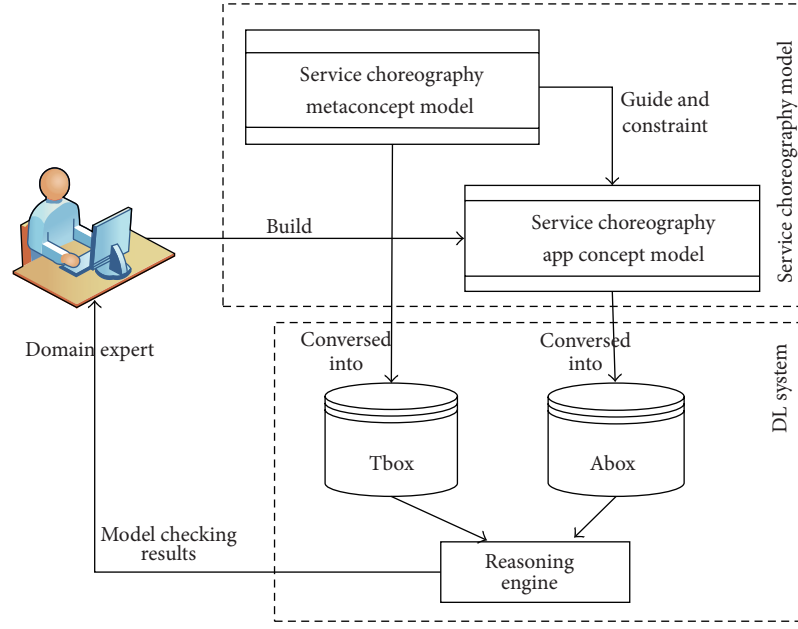 Service choreography
metaconcept model
Guide and
constraint
Service choreography model
Service choreography
app concept model
Build
Domain expert
Conversed
into
Conversed
into
DL system
Tbox
Abox
Model checking
results
Reasoning
engine